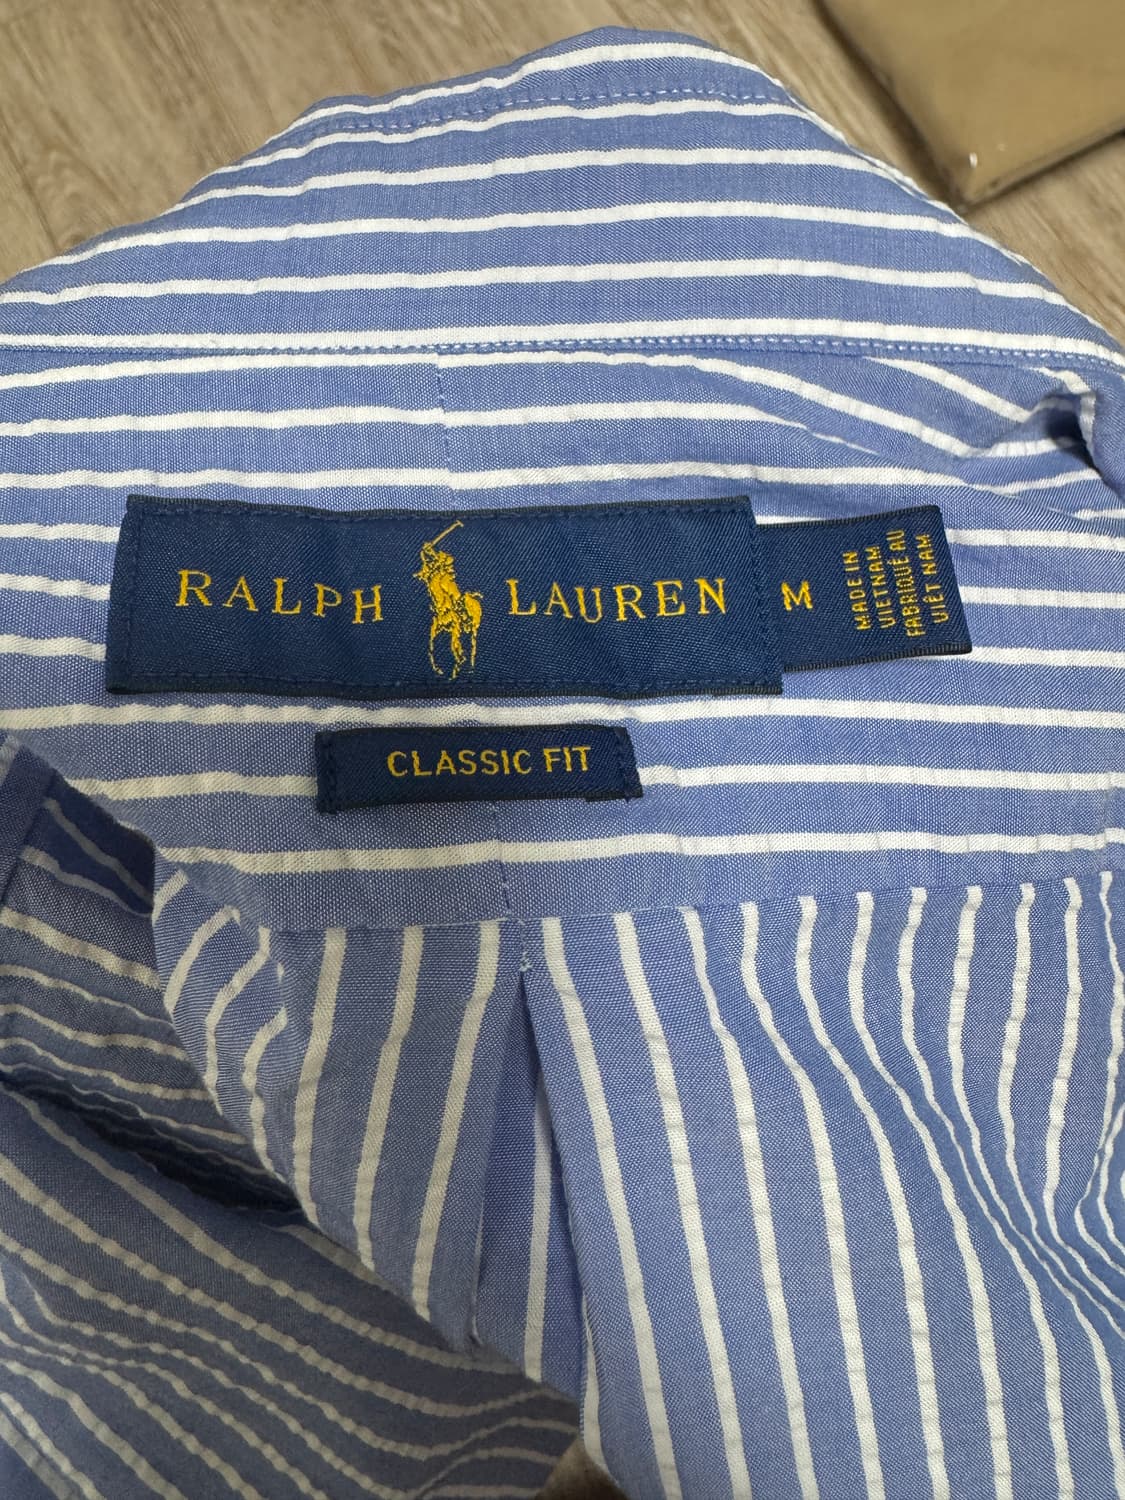 RALPH LAUREN
M
MADE IN
VIETNAM
FABRIQUÉ AU
VIÊT NAM
CLASSIC FIT